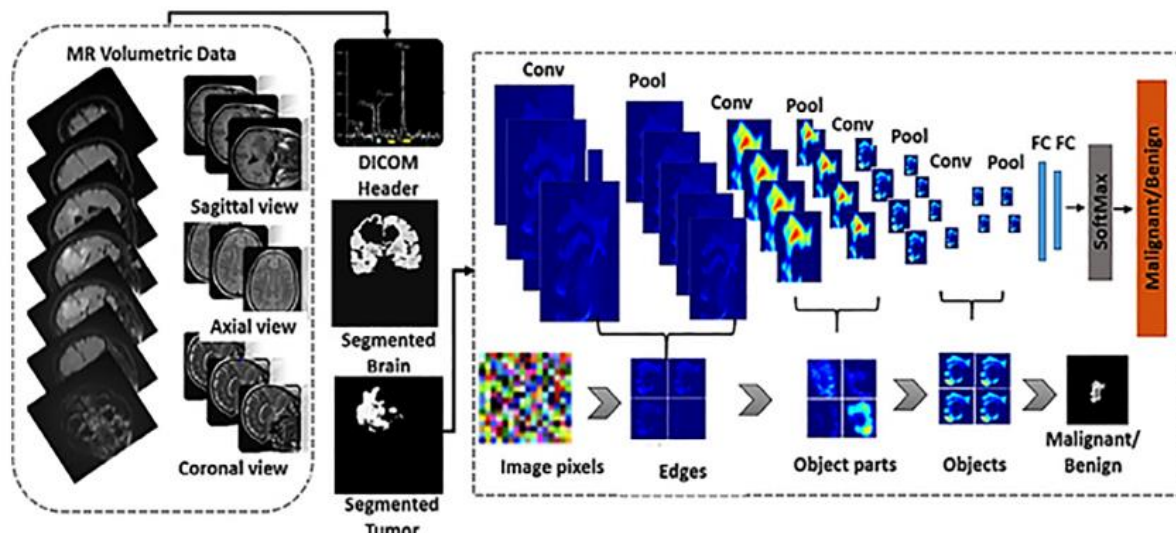 MR Volumetric Data
Sagittal view
Axial view
Coronal view
DICOM
Header
Segmented
Brain
Segmented
Tumor
Conv
Pool
Conv
Pool
Conv
Pool
Conv
Pool
FC FC
SoftMax
Malignant/Benign
Image pixels
Edges
Object parts
Objects
Malignant/
Benign